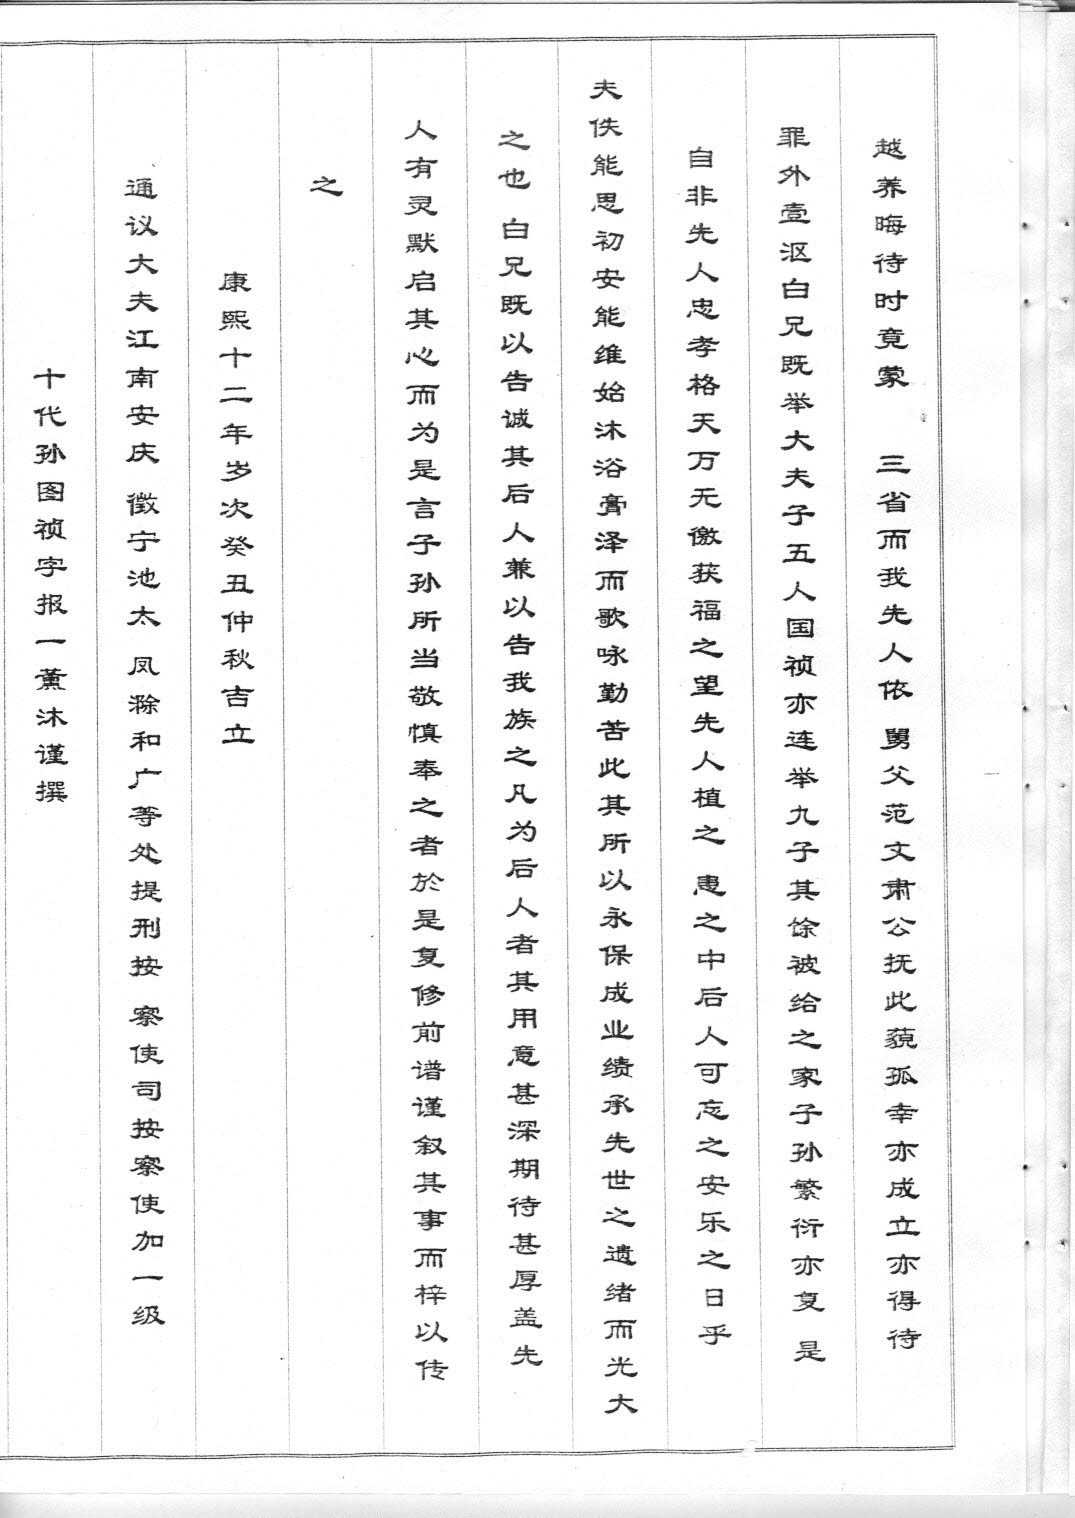 越养晦待时竟蒙 三省而我先人依 舅父范文肃公抚此藐孤幸亦成立亦得待
罪外壹沤白兄既举大夫子五人国祯亦连举九子其馀被给之家子孙繁衍亦复 是
自非先人忠孝格天万无徼获福之望先人植之 患之中后人可忘之安乐之日乎
夫佚能思初安能维始沐浴膏泽而歌咏勤苦此其所以永保成业绩承先世之遗绪而光大
之也 白兄既以告诚其后人兼以告我族之凡为后人者其用意甚深期待甚厚盖先
人有灵默启其心而为是言子孙所当敬慎奉之者於是复修前谱谨叙其事而梓以传
之
康熙十二年岁次癸丑仲秋吉立
通议大夫江南安庆 徵宁池太 凤滁和广等处提刑按 察使司按察使加一级
十代孙图祯字报一薰沐谨撰